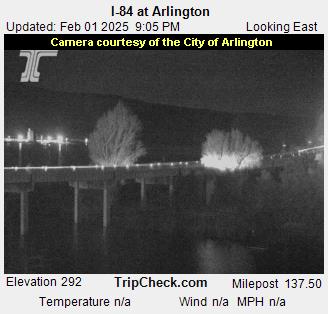 I-84 at Arlington
Updated: Feb 01 2025 9:05 PM Looking East
Camera courtesy of the City of Arlington
Elevation 292 TripCheck.com Milepost 137.50
Temperature n/a Wind n/a MPH n/a